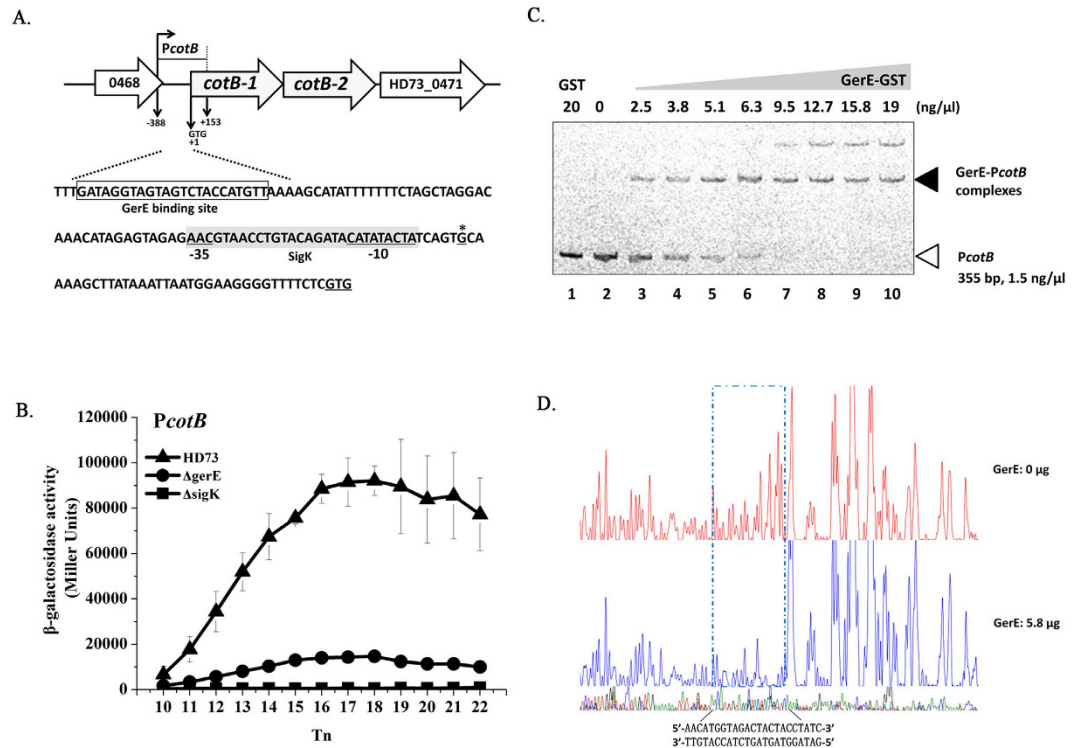 A.
PcotB
0468
cotB-1
cotB-2
HD73_0471
-388
GTG
+1
+153
TTTGATAGGTAGTAGTCTACCATGTTAAAAGCATATTTTTTTCTAGCTAGGAC
GerE binding site
AAACATAGAGTAGAGAACGTAACCTGTACAGATACATATACTATCAGTGCA
*
-35
SigK
-10
AAAGCTTATAAATTAATGGAAGGGGTTTTCTCGTG
B.
PcotB
HD73
ΔgerE
ΔsigK
β-galactosidase activity
(Miller Units)
120000
100000
80000
60000
40000
20000
0
10 11 12 13 14 15 16 17 18 19 20 21 22
Tn
C.
GST
GerE-GST
20 0 2.5 3.8 5.1 6.3 9.5 12.7 15.8 19 (ng/μl)
GerE-PcotB
complexes
PcotB
355 bp, 1.5 ng/μl
1 2 3 4 5 6 7 8 9 10
D.
GerE: 0 μg
GerE: 5.8 μg
5′-AACATGGTAGACTACTACCTATC-3′
3′-TTGTACCATCTGATGATGGATAG-5′